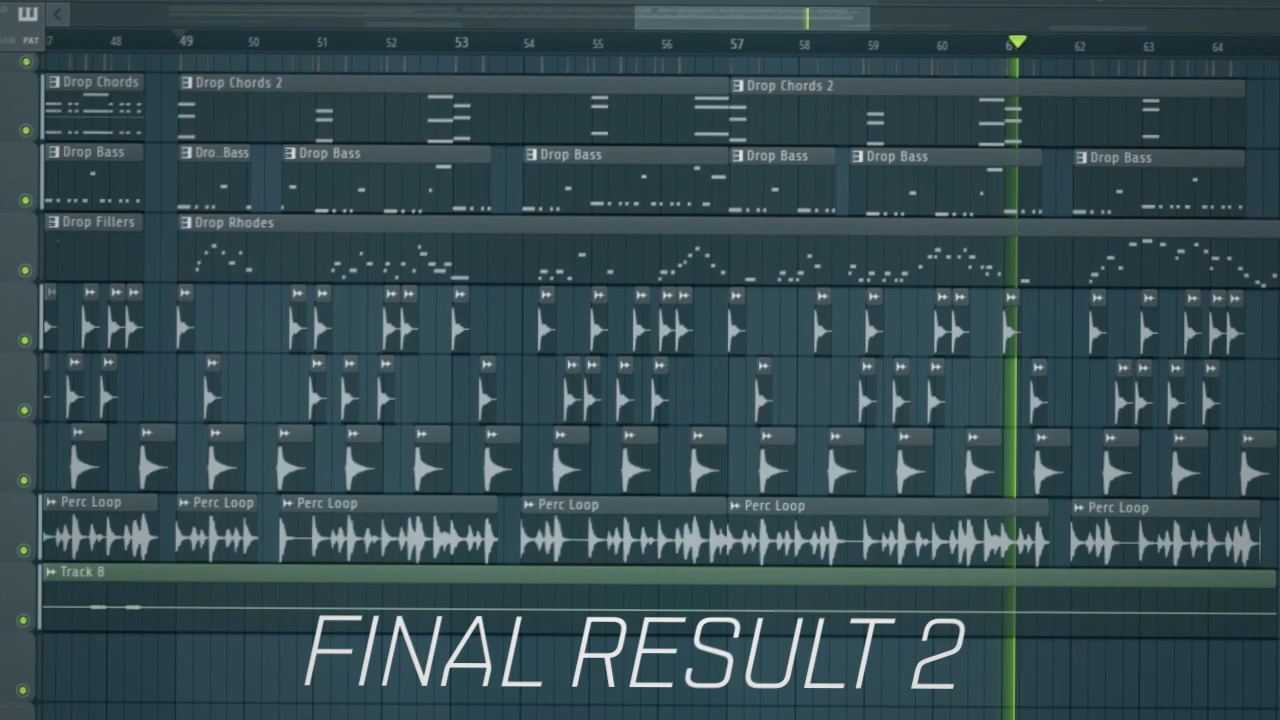 PAT
48 49 50 51 52 53 54 55 56 57 58 59 60 62 63 64
Drop Chords Drop Chords 2 Drop Chords 2
Drop Bass Dro..Bass Drop Bass Drop Bass Drop Bass Drop Bass Drop Bass
Drop Fillers Drop Rhodes
Perc Loop Perc Loop Perc Loop Perc Loop Perc Loop Perc Loop
Track 8
FINAL RESULT 2